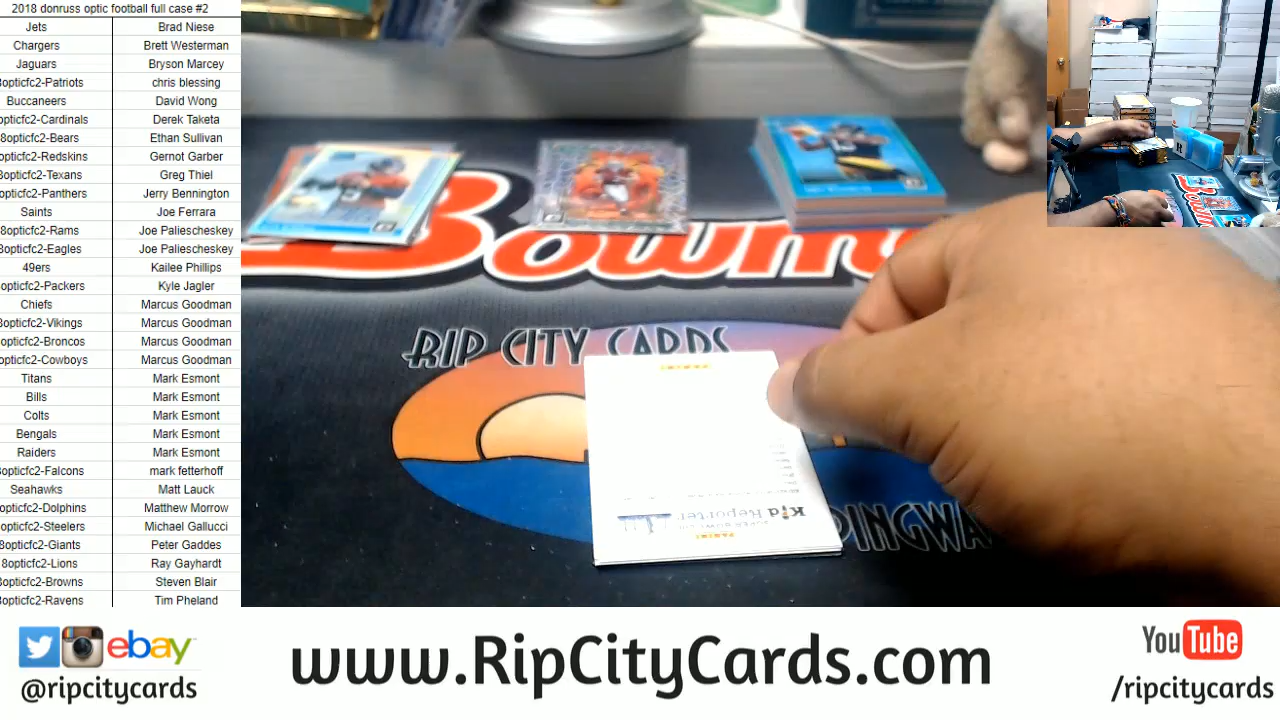 2018 donruss optic football full case #2
Jets Brad Niese
Chargers Brett Westerman
Jaguars Bryson Marcey
8opticfc2-Patriots chris blessing
Buccaneers David Wong
opticfc2-Cardinals Derek Taketa
8opticfc2-Bears Ethan Sullivan
opticfc2-Redskins Gernot Garber
8opticfc2-Texans Greg Thiel
opticfc2-Panthers Jerry Bennington
Saints Joe Ferrara
8opticfc2-Rams Joe Paliescheskey
8opticfc2-Eagles Joe Paliescheskey
49ers Kailee Phillips
opticfc2-Packers Kyle Jagler
Chiefs Marcus Goodman
8opticfc2-Vikings Marcus Goodman
8opticfc2-Broncos Marcus Goodman
opticfc2-Cowboys Marcus Goodman
Titans Mark Esmont
Bills Mark Esmont
Colts Mark Esmont
Bengals Mark Esmont
Raiders Mark Esmont
8opticfc2-Falcons mark fetterhoff
Seahawks Matt Lauck
opticfc2-Dolphins Matthew Morrow
opticfc2-Steelers Michael Gallucci
8opticfc2-Giants Peter Gaddes
8opticfc2-Lions Ray Gayhardt
8opticfc2-Browns Steven Blair
8opticfc2-Ravens Tim Pheland
Bowm
RIP CITY CARDS
PINGWA
PANINI
Kid Reporter
SUPER BOWL
PANINI
ebay
@ripcitycards
www.RipCityCards.com
YouTube
/ripcitycards